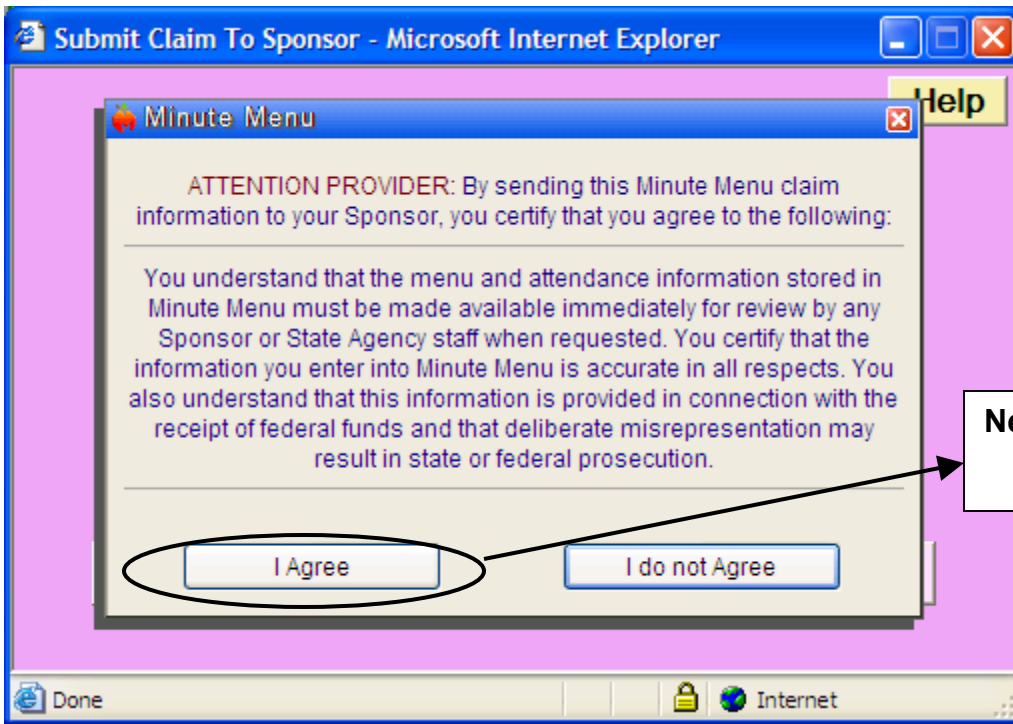 Submit Claim To Sponsor - Microsoft Internet Explorer
Help
Minute Menu
ATTENTION PROVIDER: By sending this Minute Menu claim
information to your Sponsor, you certify that you agree to the following:
You understand that the menu and attendance information stored in
Minute Menu must be made available immediately for review by any
Sponsor or State Agency staff when requested. You certify that the
information you enter into Minute Menu is accurate in all respects. You
also understand that this information is provided in connection with the
receipt of federal funds and that deliberate misrepresentation may
result in state or federal prosecution.
I Agree
I do not Agree
Done
Internet